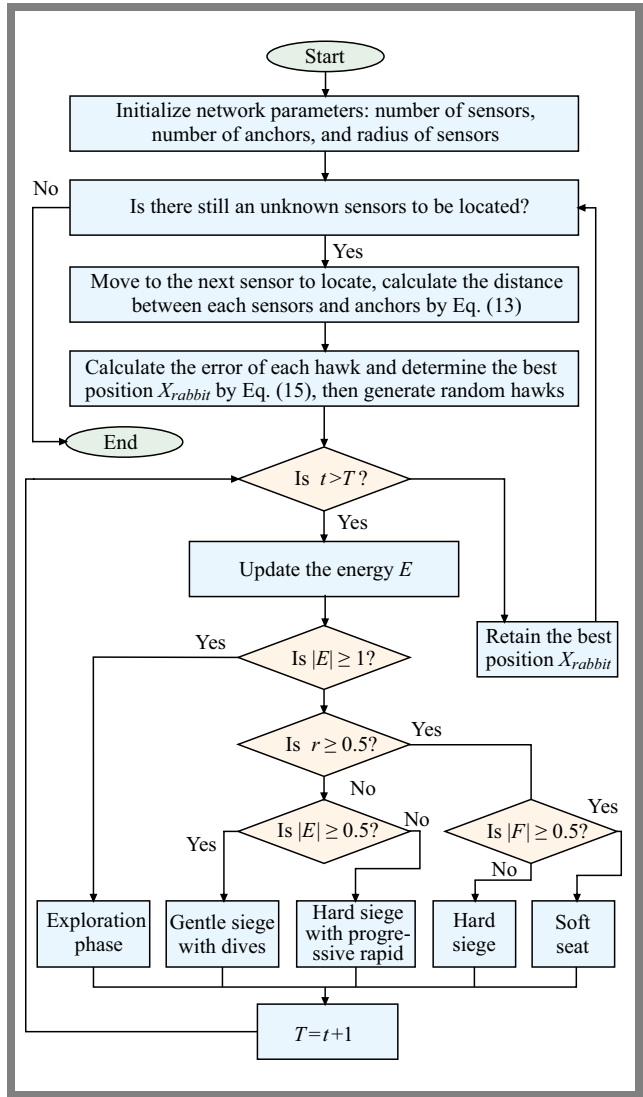 Start
Initialize network parameters: number of sensors,
number of anchors, and radius of sensors
No
Is there still an unknown sensors to be located?
Yes
Move to the next sensor to locate, calculate the distance
between each sensors and anchors by Eq. (13)
Calculate the error of each hawk and determine the best
position X_rabbit by Eq. (15), then generate random hawks
End
Is t>T?
Yes
Update the energy E
Retain the best
position X_rabbit
Yes
Is |E| ≥ 1?
Is r ≥ 0.5?
Yes
No
Is |E| ≥ 0.5?
No
Yes
Is |F| ≥ 0.5?
Yes
No
Exploration
phase
Gentle siege
with dives
Hard siege
with progre-
ssive rapid
Hard
siege
Soft
seat
T=t+1